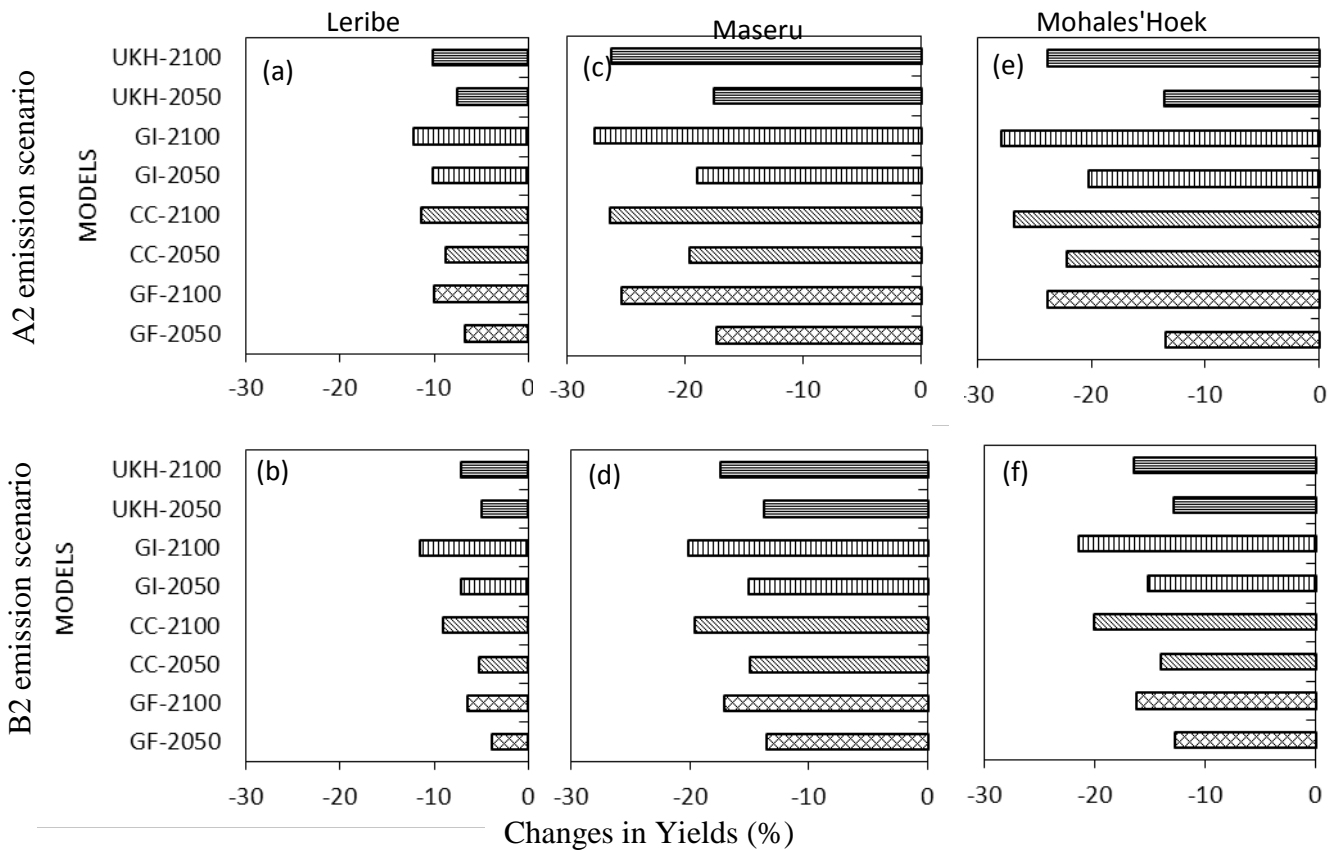 Leribe
Maseru
Mohales'Hoek
A2 emission scenario
MODELS
UKH-2100
UKH-2050
GI-2100
GI-2050
CC-2100
CC-2050
GF-2100
GF-2050
(a)
(c)
(e)
-30 -20 -10 0
-30 -20 -10 0
-30 -20 -10 0
B2 emission scenario
MODELS
UKH-2100
UKH-2050
GI-2100
GI-2050
CC-2100
CC-2050
GF-2100
GF-2050
(b)
(d)
(f)
-30 -20 -10 0
-30 -20 -10 0
-30 -20 -10 0
Changes in Yields (%)